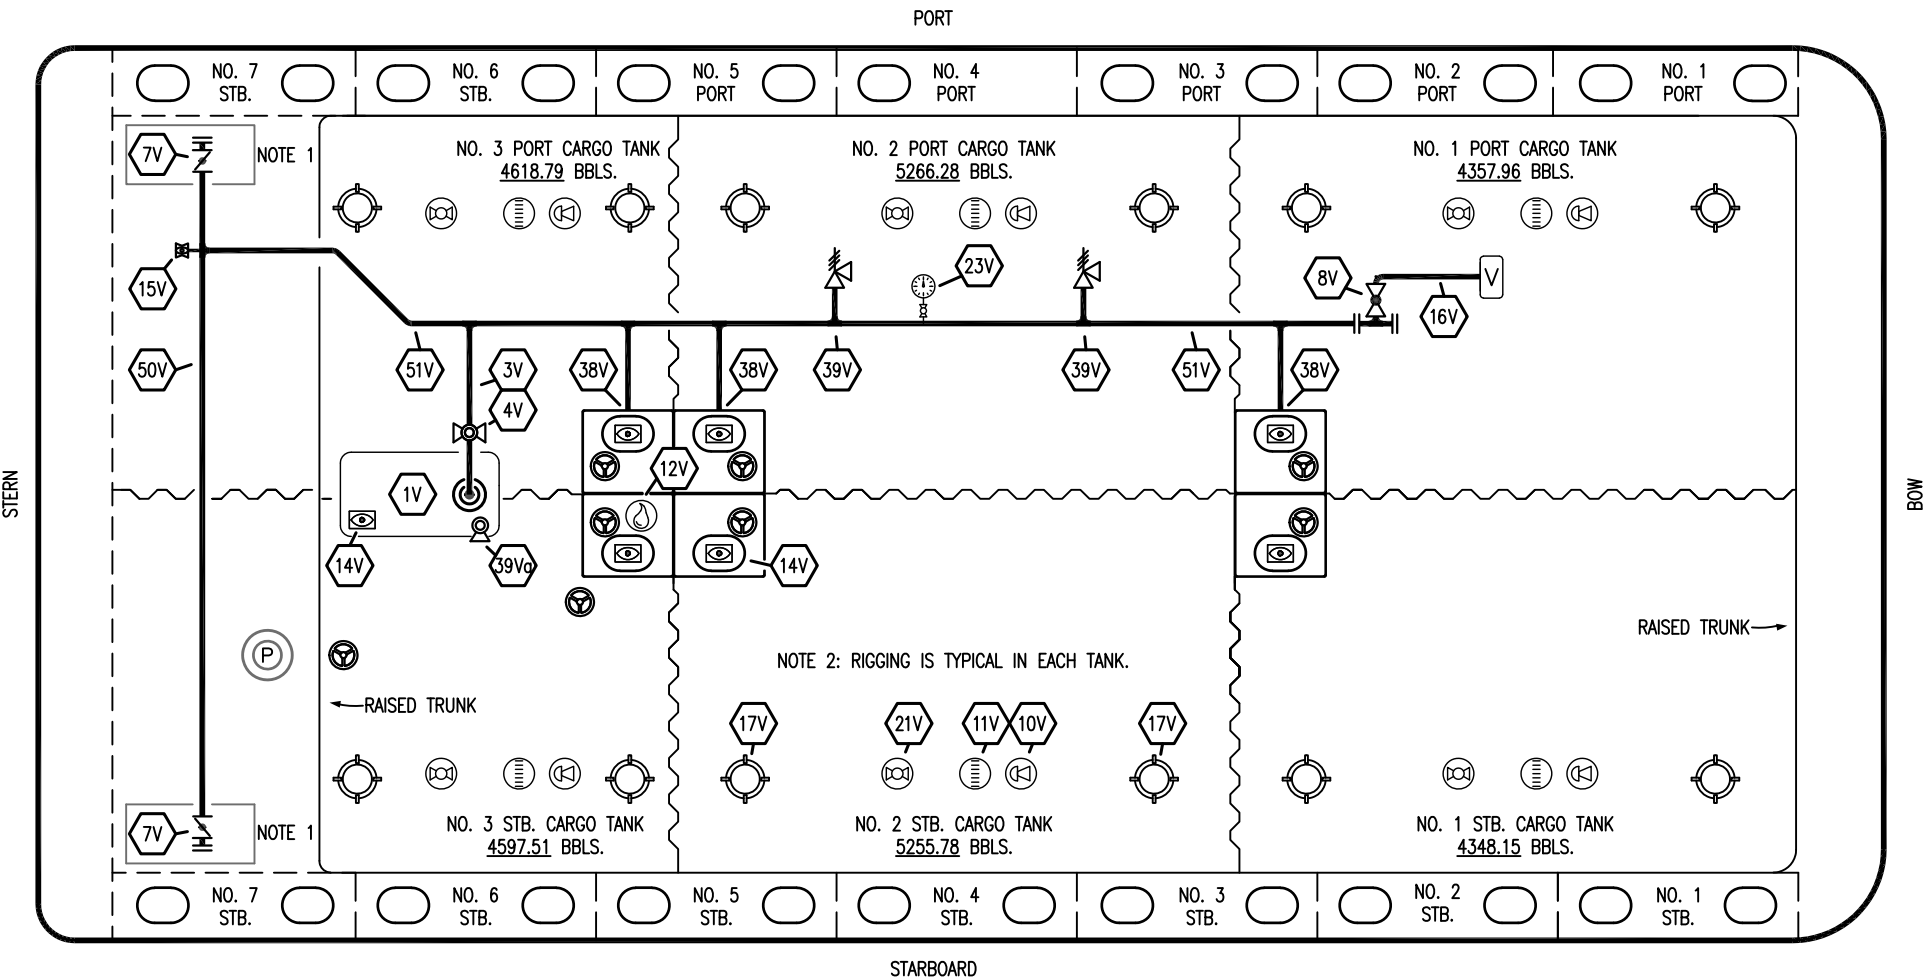 PORT
NO. 7
STB.
NO. 6
STB.
NO. 5
PORT
NO. 4
PORT
NO. 3
PORT
NO. 2
PORT
NO. 1
PORT
7V
NOTE 1
NO. 3 PORT CARGO TANK
4618.79 BBLS.
NO. 2 PORT CARGO TANK
5266.28 BBLS.
NO. 1 PORT CARGO TANK
4357.96 BBLS.
15V
23V
8V
V
16V
50V
51V
3V
4V
38V
38V
39V
39V
51V
38V
12V
1V
14V
39Va
14V
STERN
BOW
P
RAISED TRUNK
RAISED TRUNK
NOTE 2: RIGGING IS TYPICAL IN EACH TANK.
17V
21V
11V
10V
17V
7V
NOTE 1
NO. 3 STB. CARGO TANK
4597.51 BBLS.
NO. 2 STB. CARGO TANK
5255.78 BBLS.
NO. 1 STB. CARGO TANK
4348.15 BBLS.
NO. 7
STB.
NO. 6
STB.
NO. 5
STB.
NO. 4
STB.
NO. 3
STB.
NO. 2
STB.
NO. 1
STB.
STARBOARD